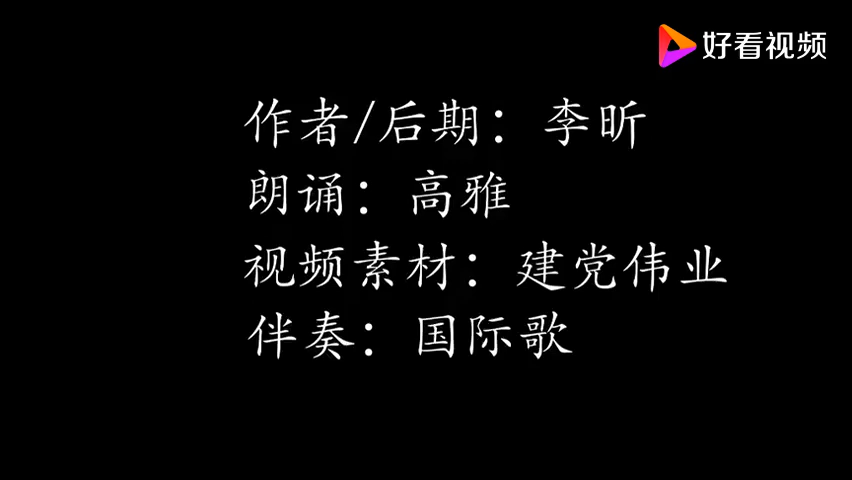 好看视频
作者/后期：李昕
朗诵：高雅
视频素材：建党伟业
伴奏：国际歌